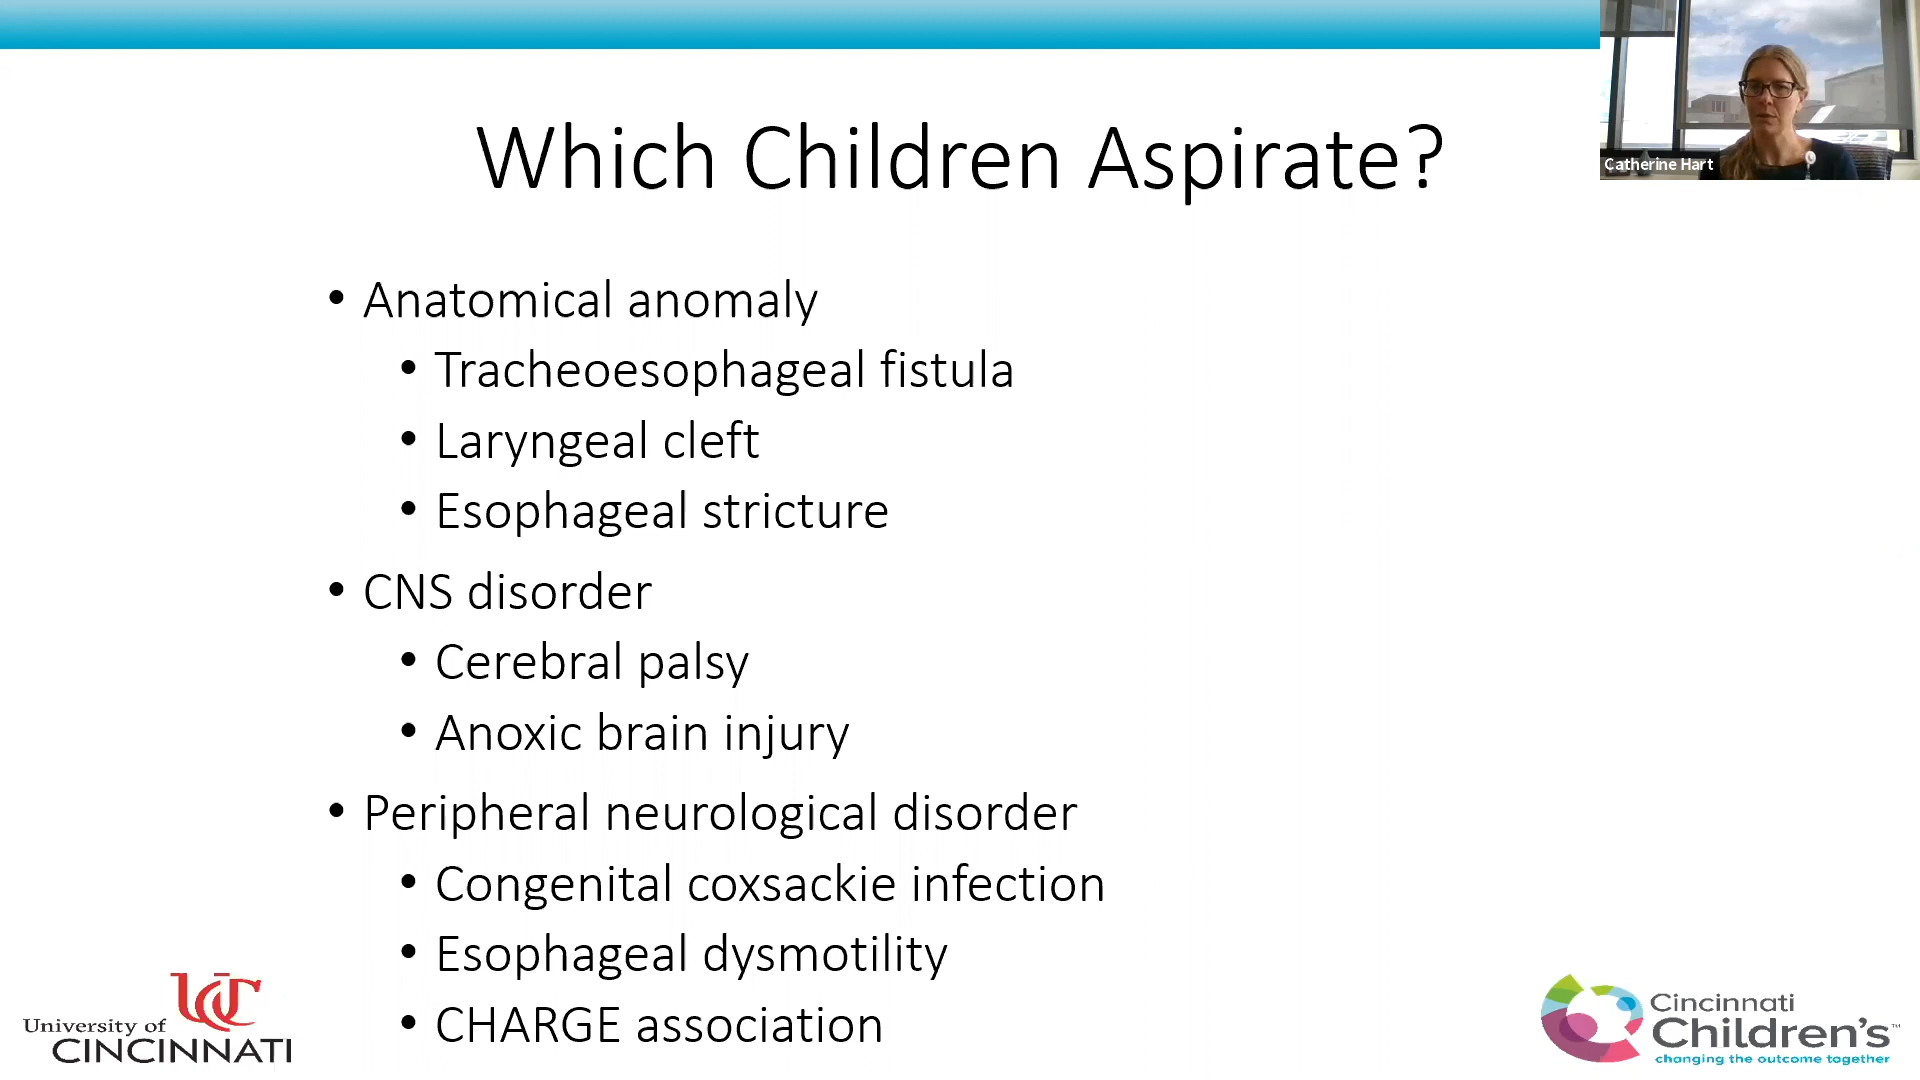 Which Children Aspirate?
Catherine Hart
• Anatomical anomaly
• Tracheoesophageal fistula
• Laryngeal cleft
• Esophageal stricture
• CNS disorder
• Cerebral palsy
• Anoxic brain injury
• Peripheral neurological disorder
• Congenital coxsackie infection
• Esophageal dysmotility
• CHARGE association
UC
University of
CINCINNATI
Cincinnati
Children's™
changing the outcome together